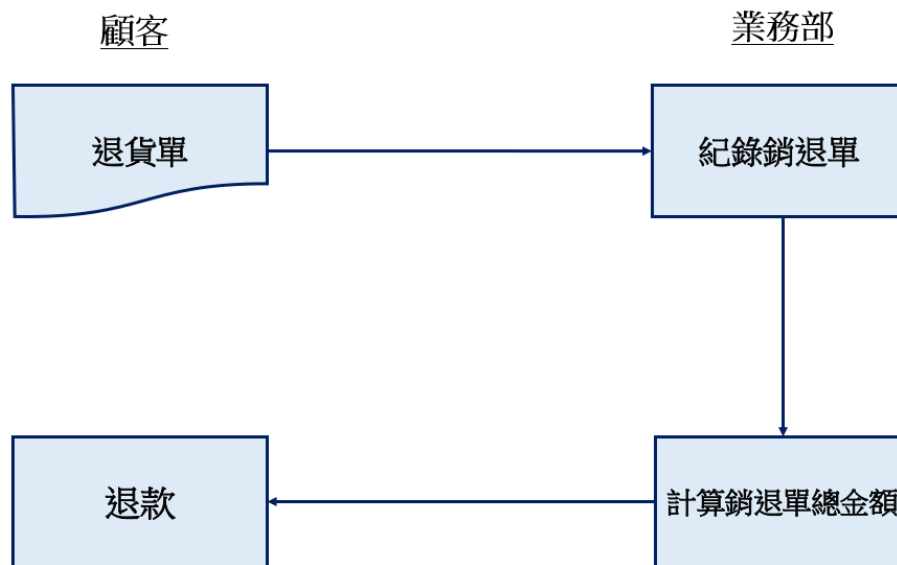 顧客
業務部
退貨單
紀錄銷退單
退款
計算銷退單總金額